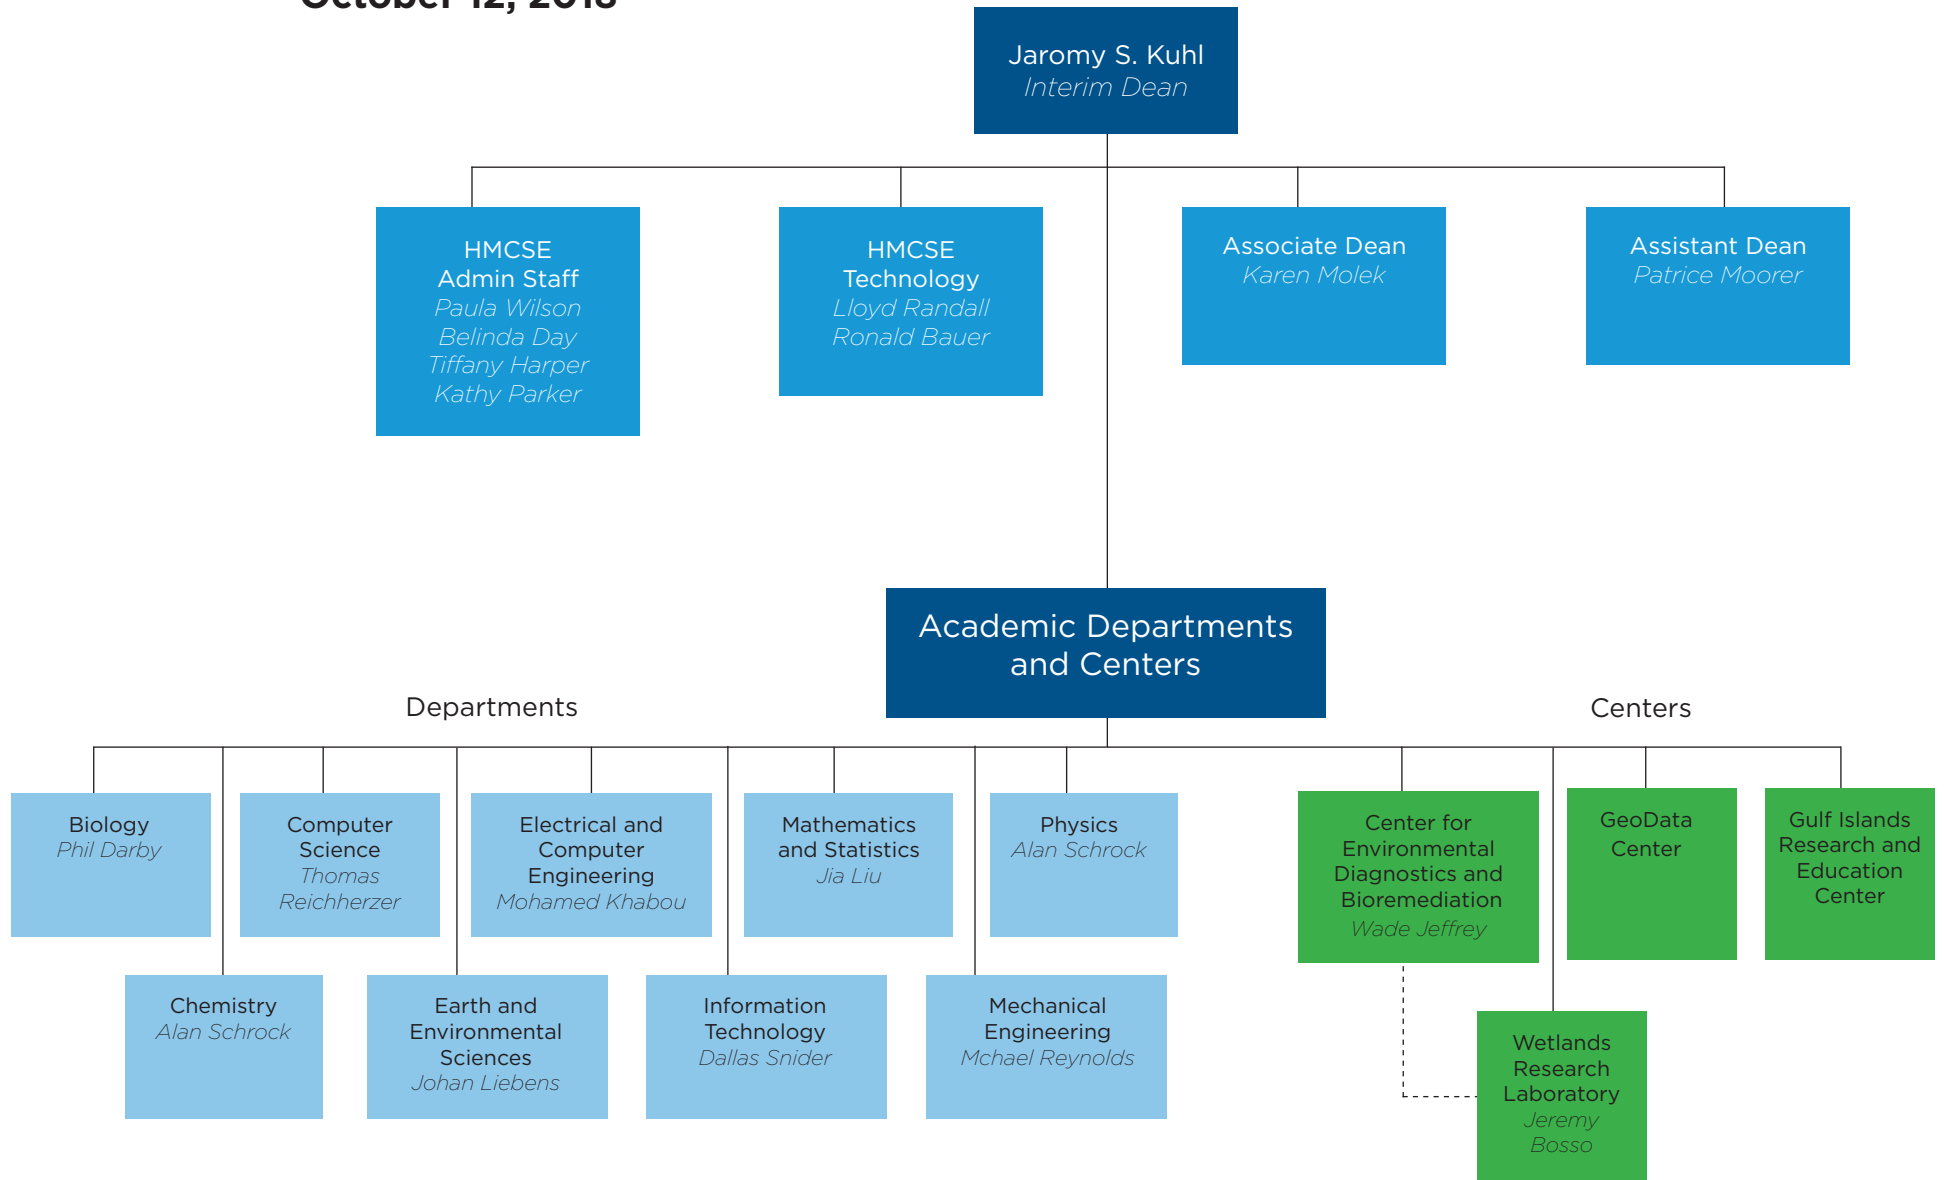 October 12, 2018
Jaromy S. Kuhl
Interim Dean
HMCSE
Admin Staff
Paula Wilson
Belinda Day
Tiffany Harper
Kathy Parker
HMCSE
Technology
Lloyd Randall
Ronald Bauer
Associate Dean
Karen Molek
Assistant Dean
Patrice Moorer
Academic Departments
and Centers
Departments
Centers
Biology
Phil Darby
Computer
Science
Thomas
Reichherzer
Electrical and
Computer
Engineering
Mohamed Khabou
Mathematics
and Statistics
Jia Liu
Physics
Alan Schrock
Center for
Environmental
Diagnostics and
Bioremediation
Wade Jeffrey
GeoData
Center
Gulf Islands
Research and
Education
Center
Chemistry
Alan Schrock
Earth and
Environmental
Sciences
Johan Liebens
Information
Technology
Dallas Snider
Mechanical
Engineering
Mchael Reynolds
Wetlands
Research
Laboratory
Jeremy
Bosso